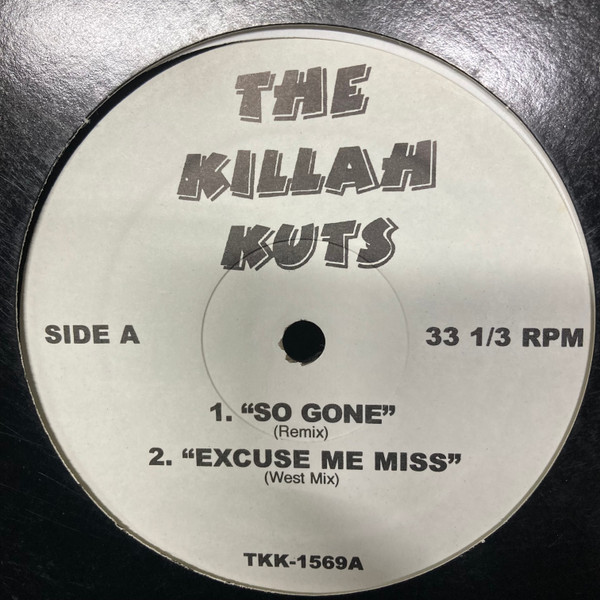 THE
KILLAH
KUTS
SIDE A
33 1/3 RPM
1. “SO GONE”
(Remix)
2. “EXCUSE ME MISS”
(West Mix)
TKK-1569A